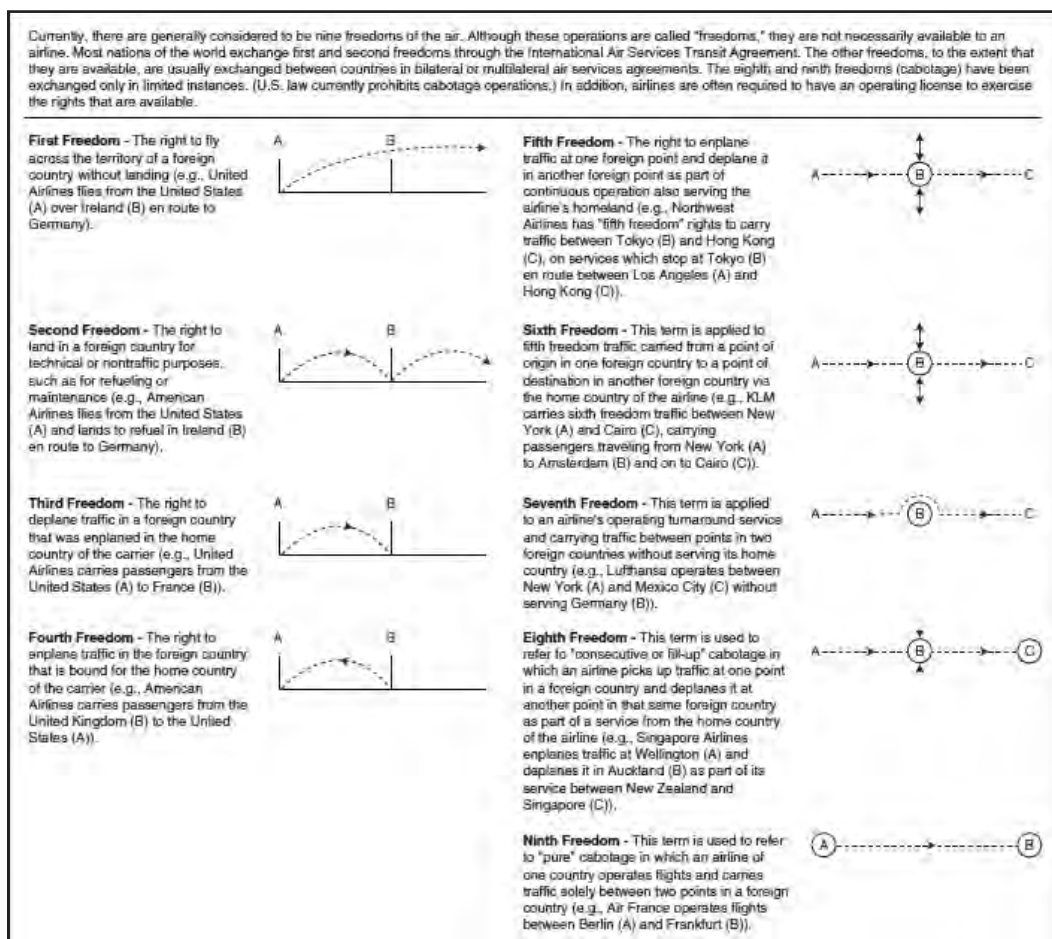 Currently, there are generally considered to be nine freedoms of the air. Although these operations are called "freedoms," they are not necessarily available to an
airline. Most nations of the world exchange first and second freedoms through the International Air Services Transit Agreement. The other freedoms, to the extent that
they are available, are usually exchanged between countries in bilateral or multilateral air services agreements. The eighth and ninth freedoms (cabotage) have been
exchanged only in limited instances. (U.S. law currently prohibits cabotage operations.) In addition, airlines are often required to have an operating license to exercise
the rights that are available.
First Freedom - The right to fly
across the territory of a foreign
country without landing (e.g., United
Airlines flies from the United States
(A) over Ireland (B) en route to
Germany).
A
B
Second Freedom - The right to
land in a foreign country for
technical or nontraffic purposes,
such as for refueling or
maintenance (e.g., American
Airlines flies from the United States
(A) and lands to refuel in Ireland (B)
en route to Germany).
A
B
Third Freedom - The right to
deplane traffic in a foreign country
that was enplaned in the home
country of the carrier (e.g., United
Airlines carries passengers from the
United States (A) to France (B)).
A
B
Fourth Freedom - The right to
enplane traffic in the foreign country
that is bound for the home country
of the carrier (e.g., American
Airlines carries passengers from the
United Kingdom (B) to the United
States (A)).
A
B
Fifth Freedom - The right to enplane
traffic at one foreign point and deplane it
in another foreign point as part of
continuous operation also serving the
airline's homeland (e.g., Northwest
Airlines has "fifth freedom" rights to carry
traffic between Tokyo (B) and Hong Kong
(C), on services which stop at Tokyo (B)
en route between Los Angeles (A) and
Hong Kong (C)).
A B C
Sixth Freedom - This term is applied to
fifth freedom traffic carried from a point of
origin in one foreign country to a point of
destination in another foreign country via
the home country of the airline (e.g., KLM
carries sixth freedom traffic between New
York (A) and Cairo (C), carrying
passengers traveling from New York (A)
to Amsterdam (B) and on to Cairo (C)).
A B C
Seventh Freedom - This term is applied
to an airline's operating turnaround service
and carrying traffic between points in two
foreign countries without serving its home
country (e.g., Lufthansa operates between
New York (A) and Mexico City (C) without
serving Germany (B)).
A B C
Eighth Freedom - This term is used to
refer to "consecutive or fill-up" cabotage in
which an airline picks up traffic at one point
in a foreign country and deplanes it at
another point in that same foreign country
as part of a service from the home country
of the airline (e.g., Singapore Airlines
enplanes traffic at Wellington (A) and
deplanes it in Auckland (B) as part of its
service between New Zealand and
Singapore (C)).
A B C
Ninth Freedom - This term is used to refer
to "pure" cabotage in which an airline of
one country operates flights and carries
traffic solely between two points in a foreign
country (e.g., Air France operates flights
between Berlin (A) and Frankfurt (B)).
A B